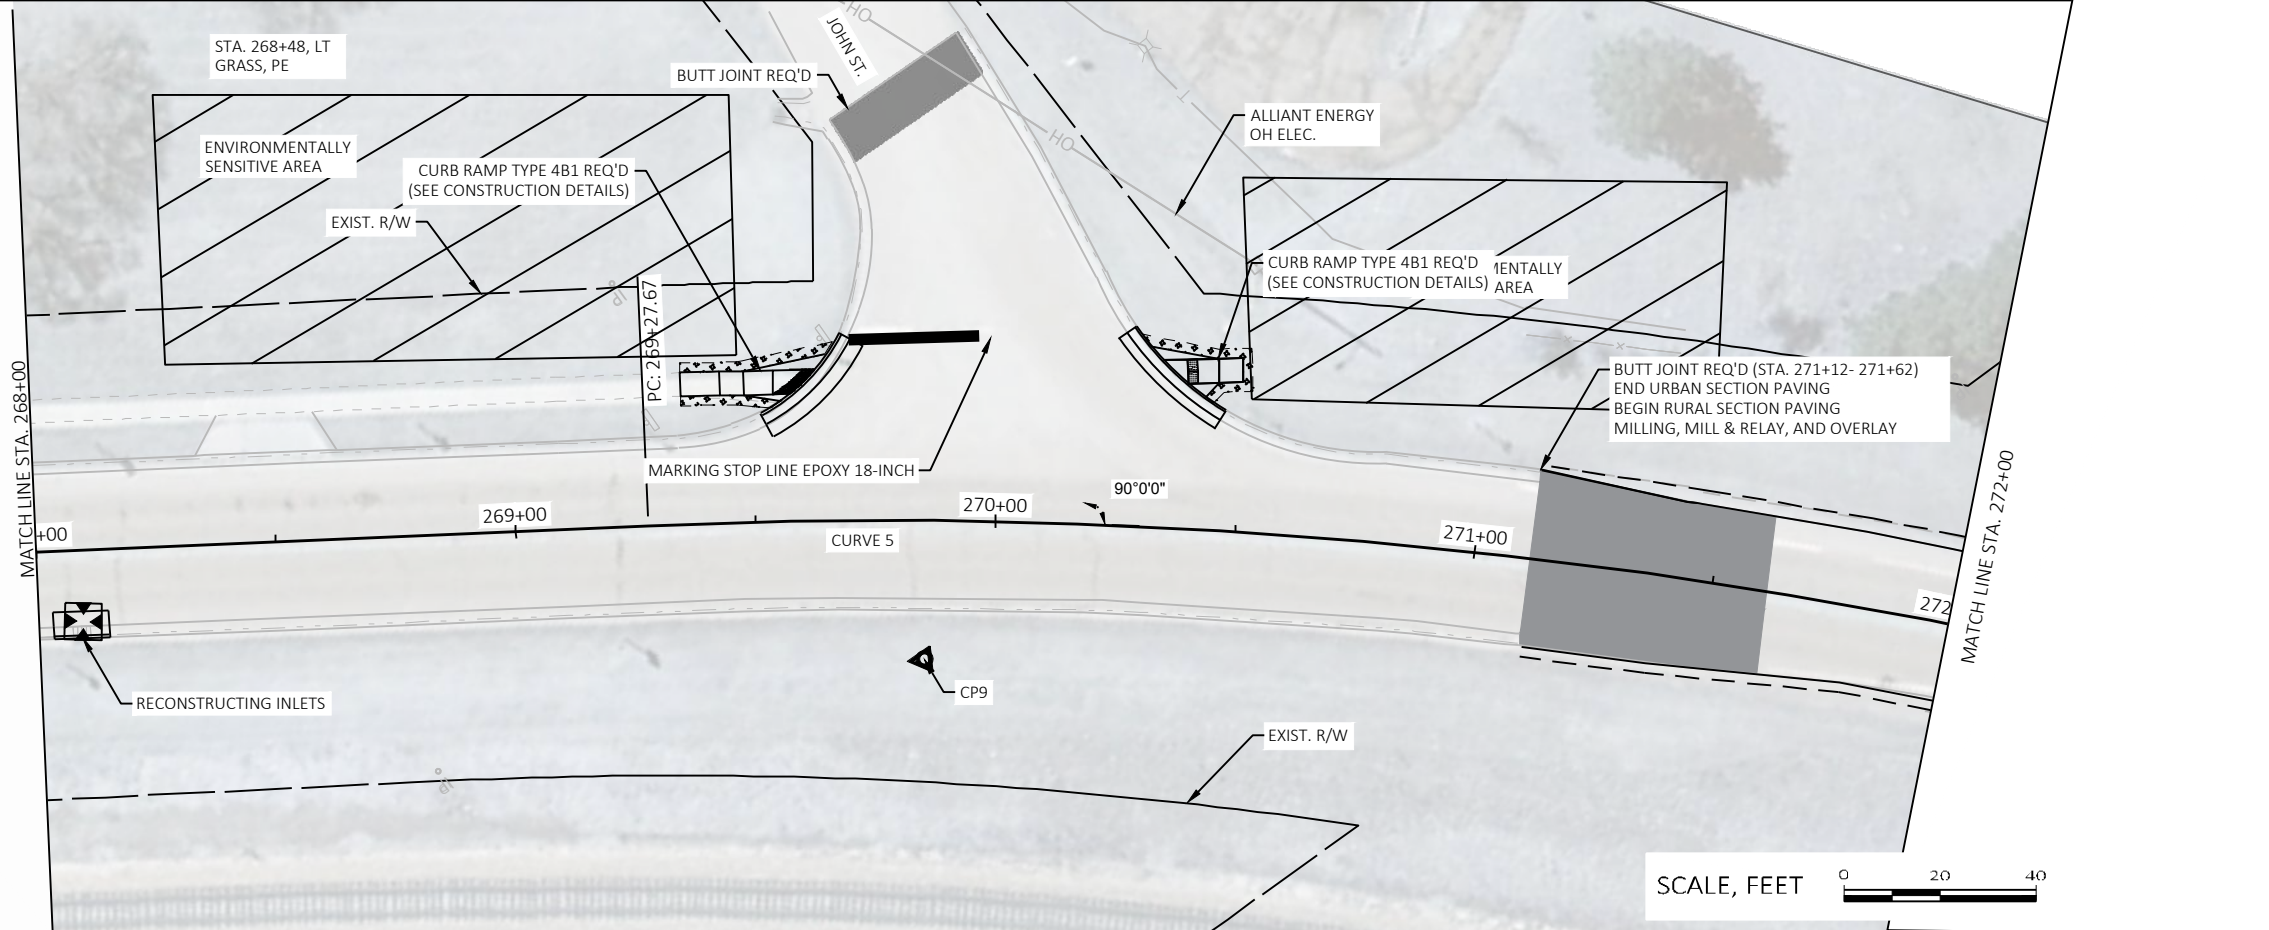 STA. 268+48, LT
GRASS, PE
JOHN ST.
OH
BUTT JOINT REQ'D
ALLIANT ENERGY
OH ELEC.
OH
ENVIRONMENTALLY
SENSITIVE AREA
CURB RAMP TYPE 4B1 REQ'D
(SEE CONSTRUCTION DETAILS)
EXIST. R/W
CURB RAMP TYPE 4B1 REQ'D
(SEE CONSTRUCTION DETAILS)
MENTALLY
AREA
PC: 269+27.67
BUTT JOINT REQ'D (STA. 271+12- 271+62)
END URBAN SECTION PAVING
BEGIN RURAL SECTION PAVING
MILLING, MILL & RELAY, AND OVERLAY
MATCH LINE STA. 268+00
MARKING STOP LINE EPOXY 18-INCH
90°0'0"
+00
269+00
270+00
271+00
272
CURVE 5
MATCH LINE STA. 272+00
RECONSTRUCTING INLETS
CP9
EXIST. R/W
SCALE, FEET
0 20 40